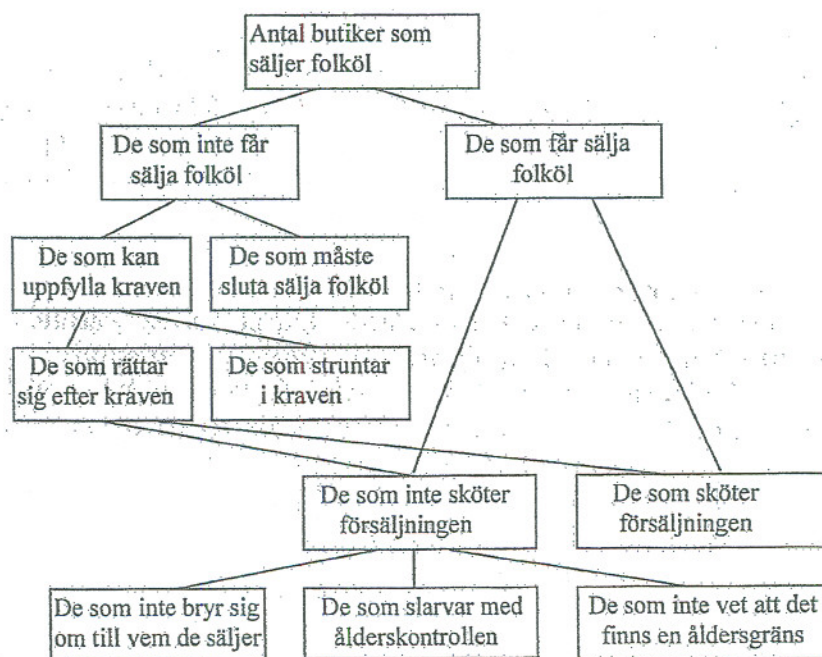 Antal butiker som
säljer folköl
De som inte får
sälja folköl
De som får sälja
folköl
De som kan
uppfylla kraven
De som måste
sluta sälja folköl
De som rättar
sig efter kraven
De som struntar
i kraven
De som inte sköter
försäljningen
De som sköter
försäljningen
De som inte bryr sig
om till vem de säljer
De som slarvar med
ålderskontrollen
De som inte vet att det
finns en åldersgräns